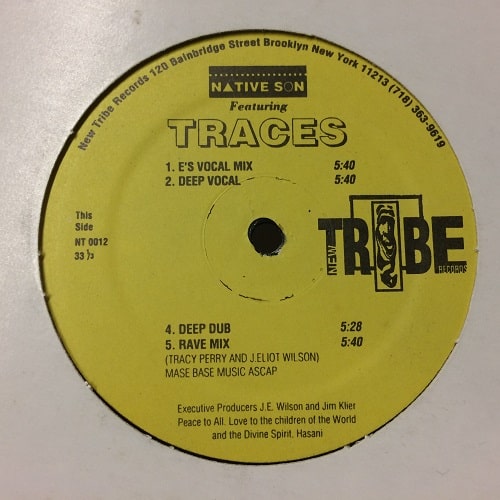 New Tribe Records 120 Bainbridge Street Brooklyn New York 11213 (718) 363-9619
NATIVE SON
Featuring
TRACES
1. E'S VOCAL MIX 5:40
2. DEEP VOCAL 5:40
This
Side
NT 0012
33 1/3
NEW TRIBE RECORDS
4. DEEP DUB 5:28
5. RAVE MIX 5:40
(TRACY PERRY AND J.ELIOT WILSON)
MASE BASE MUSIC ASCAP
Executive Producers J.E. Wilson and Jim Klier
Peace to All. Love to the children of the World
and the Divine Spirit, Hasani